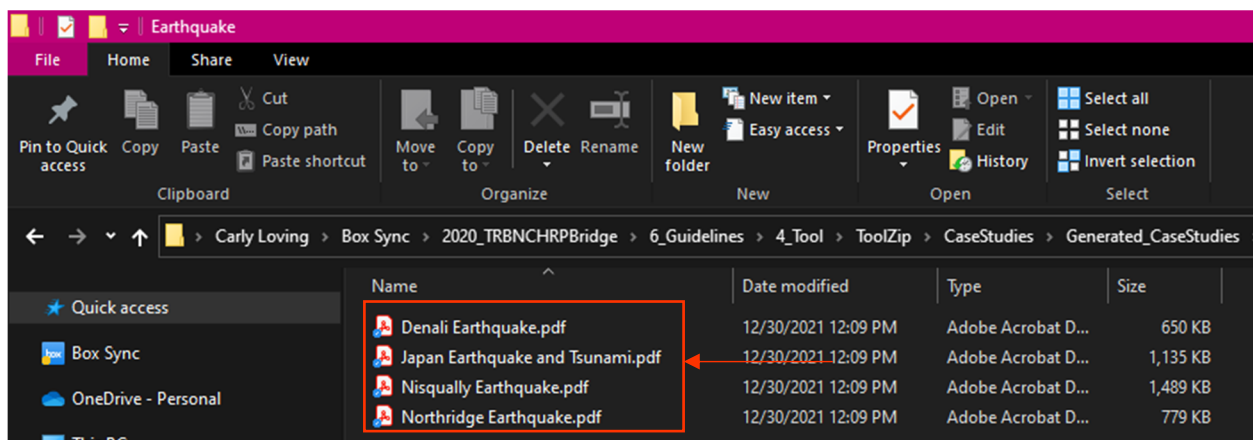 Earthquake
File Home Share View
Pin to Quick access
Copy
Paste
Cut
Copy path
Paste shortcut
Clipboard
Move to
Copy to
Delete
Rename
Organize
New folder
New item
Easy access
New
Properties
Open
Edit
History
Open
Select all
Select none
Invert selection
Select
Carly Loving > Box Sync > 2020_TRBNCHRPBridge > 6_Guidelines > 4_Tool > ToolZip > CaseStudies > Generated_CaseStudies
Name Date modified Type Size
Quick access
Box Sync
OneDrive - Personal
Denali Earthquake.pdf 12/30/2021 12:09 PM Adobe Acrobat D... 650 KB
Japan Earthquake and Tsunami.pdf 12/30/2021 12:09 PM Adobe Acrobat D... 1,135 KB
Nisqually Earthquake.pdf 12/30/2021 12:09 PM Adobe Acrobat D... 1,489 KB
Northridge Earthquake.pdf 12/30/2021 12:09 PM Adobe Acrobat D... 779 KB